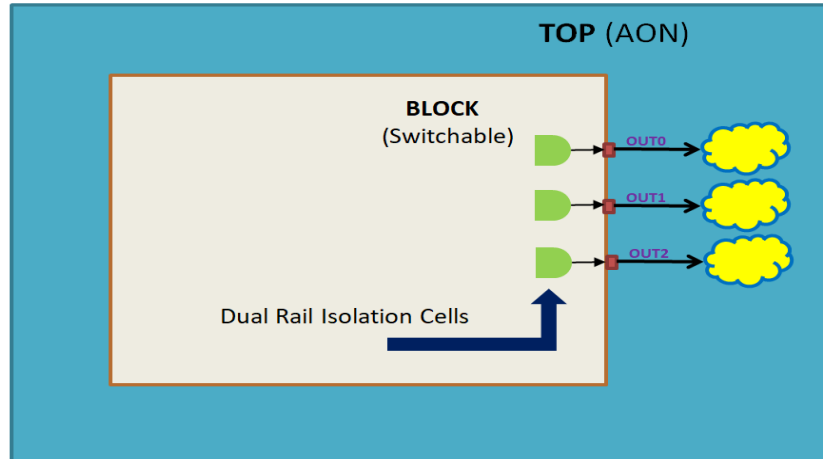 TOP (AON)
BLOCK
(Switchable)
OUT0
OUT1
OUT2
Dual Rail Isolation Cells